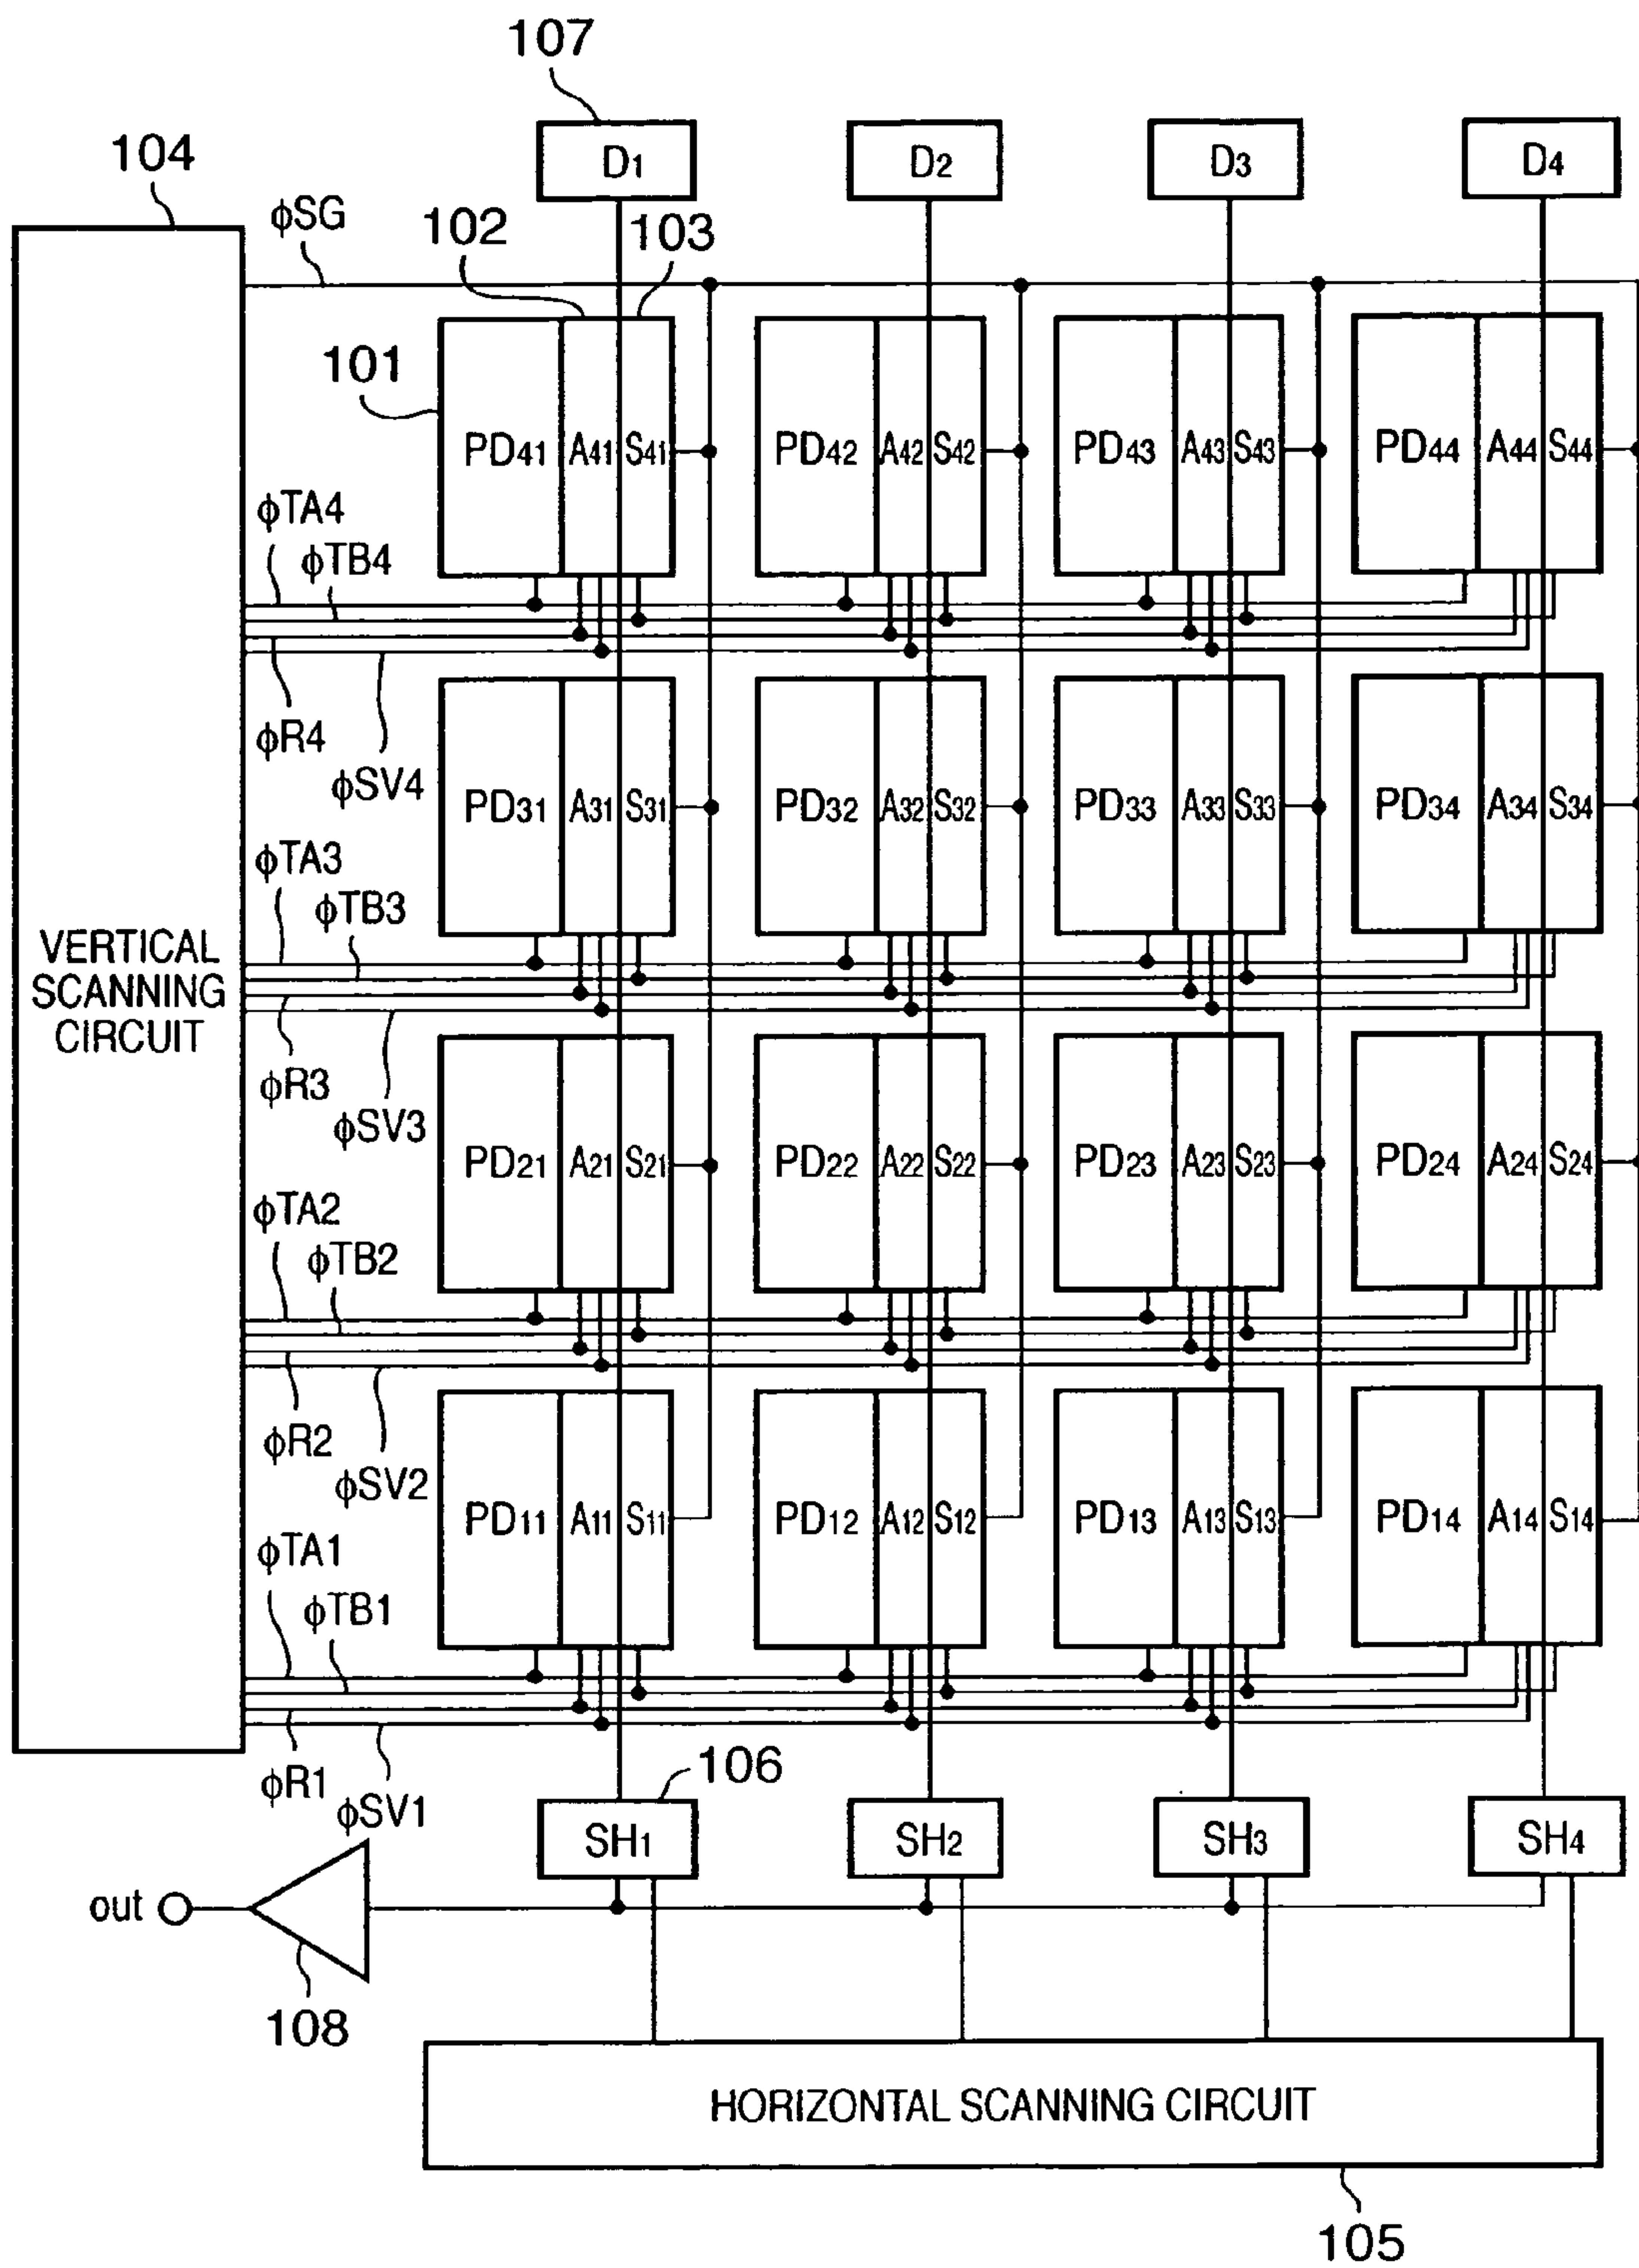 107
D1 D2 D3 D4
104
φSG
102 103
101
PD41 A41 S41 PD42 A42 S42 PD43 A43 S43 PD44 A44 S44
φTA4
φTB4
φR4
φSV4
PD31 A31 S31 PD32 A32 S32 PD33 A33 S33 PD34 A34 S34
φTA3
φTB3
VERTICAL
SCANNING
CIRCUIT
φR3
φSV3
PD21 A21 S21 PD22 A22 S22 PD23 A23 S23 PD24 A24 S24
φTA2
φTB2
φR2
φSV2
PD11 A11 S11 PD12 A12 S12 PD13 A13 S13 PD14 A14 S14
φTA1
φTB1
φR1
φSV1
106
SH1 SH2 SH3 SH4
out
108
HORIZONTAL SCANNING CIRCUIT
105